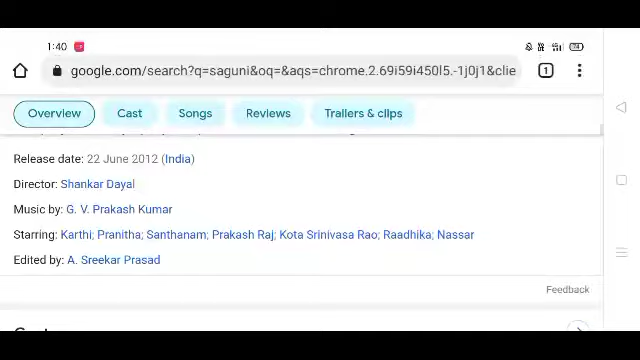 1:40
google.com/search?q=saguni&oq=&aqs=chrome.2.69i59i450l5.-1j0j1&clie
1
Overview Cast Songs Reviews Trailers & clips
Release date: 22 June 2012 (India)
Director: Shankar Dayal
Music by: G. V. Prakash Kumar
Starring: Karthi; Pranitha; Santhanam; Prakash Raj; Kota Srinivasa Rao; Raadhika; Nassar
Edited by: A. Sreekar Prasad
Feedback